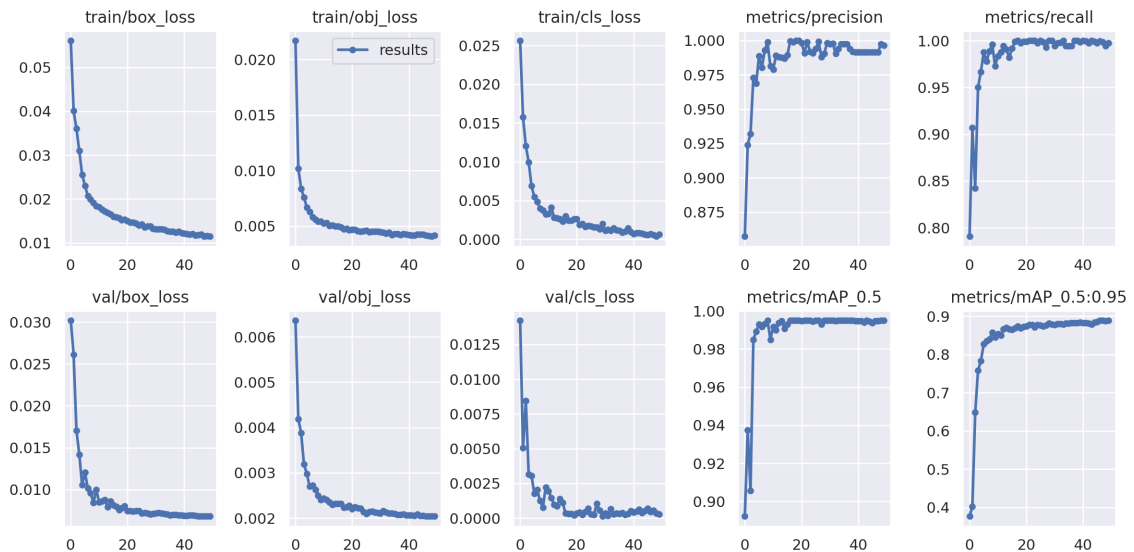 train/box_loss
0.05
0.04
0.03
0.02
0.01
0 20 40
train/obj_loss
results
0.020
0.015
0.010
0.005
0 20 40
train/cls_loss
0.025
0.020
0.015
0.010
0.005
0.000
0 20 40
metrics/precision
1.000
0.975
0.950
0.925
0.900
0.875
0 20 40
metrics/recall
1.00
0.95
0.90
0.85
0.80
0 20 40
val/box_loss
0.030
0.025
0.020
0.015
0.010
0 20 40
val/obj_loss
0.006
0.005
0.004
0.003
0.002
0 20 40
val/cls_loss
0.0125
0.0100
0.0075
0.0050
0.0025
0.0000
0 20 40
metrics/mAP_0.5
1.00
0.98
0.96
0.94
0.92
0.90
0 20 40
metrics/mAP_0.5:0.95
0.9
0.8
0.7
0.6
0.5
0.4
0 20 40